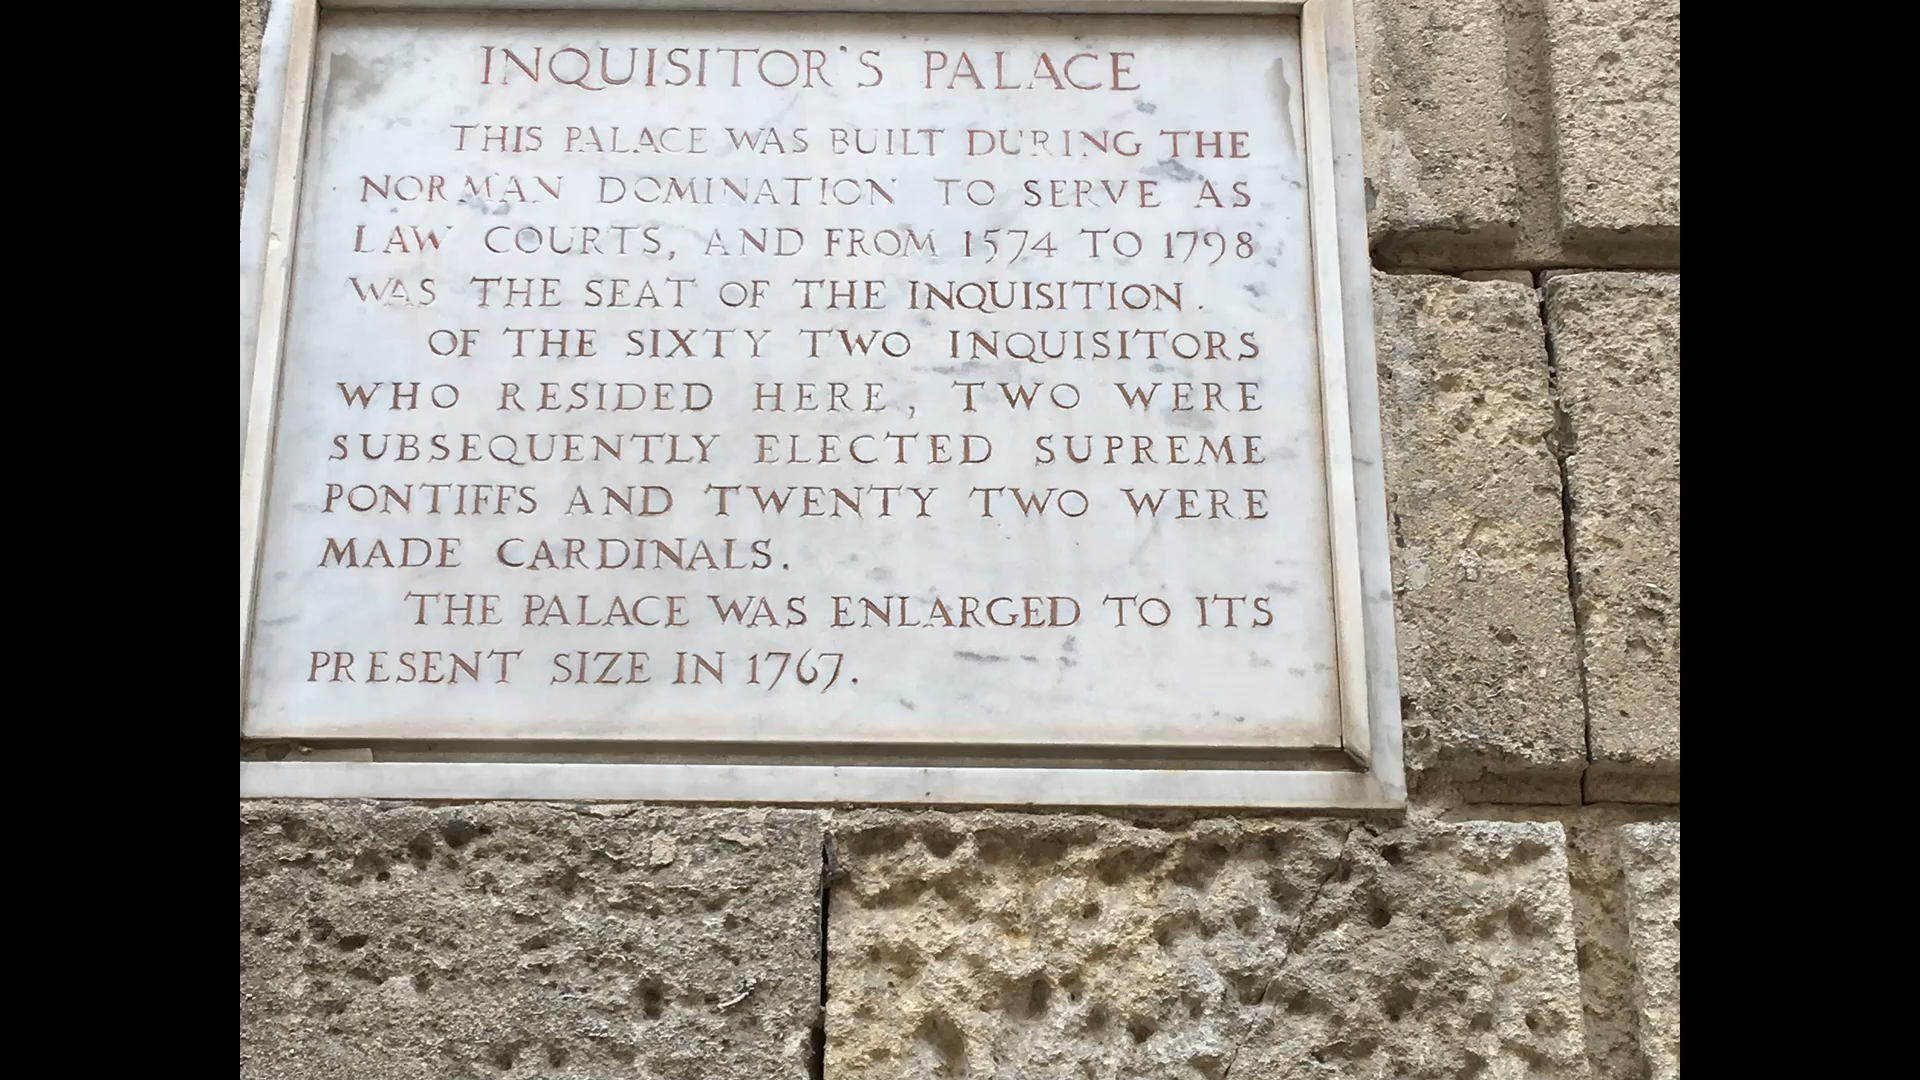 INQUISITOR'S PALACE
THIS PALACE WAS BUILT DURING THE
NORMAN DOMINATION TO SERVE AS
LAW COURTS, AND FROM 1574 TO 1798
WAS THE SEAT OF THE INQUISITION.
OF THE SIXTY TWO INQUISITORS
WHO RESIDED HERE, TWO WERE
SUBSEQUENTLY ELECTED SUPREME
PONTIFFS AND TWENTY TWO WERE
MADE CARDINALS.
THE PALACE WAS ENLARGED TO ITS
PRESENT SIZE IN 1767.